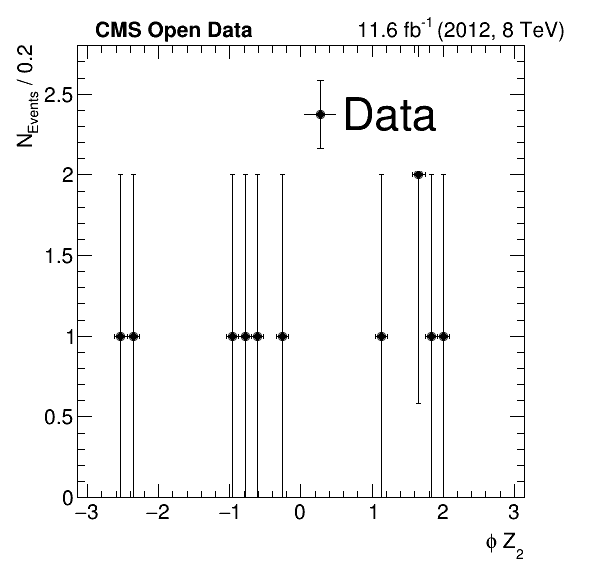 CMS Open Data 11.6 fb⁻¹ (2012, 8 TeV)
N_Events / 0.2
Data
2.5
2
1.5
1
0.5
0
−3 −2 −1 0 1 2 3
ϕ Z₂